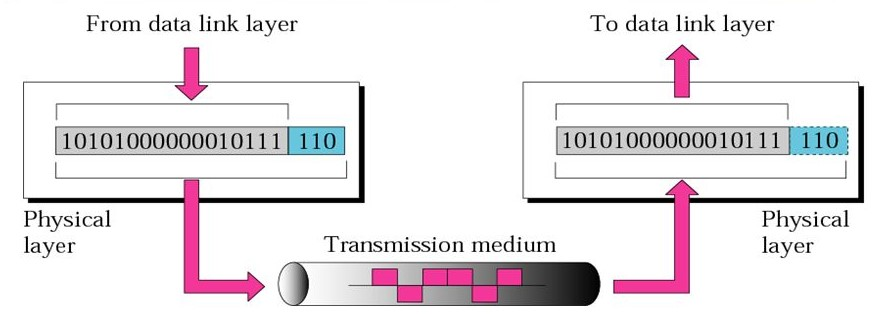 From data link layer
To data link layer
10101000000010111 110
10101000000010111 110
Physical
layer
Transmission medium
Physical
layer